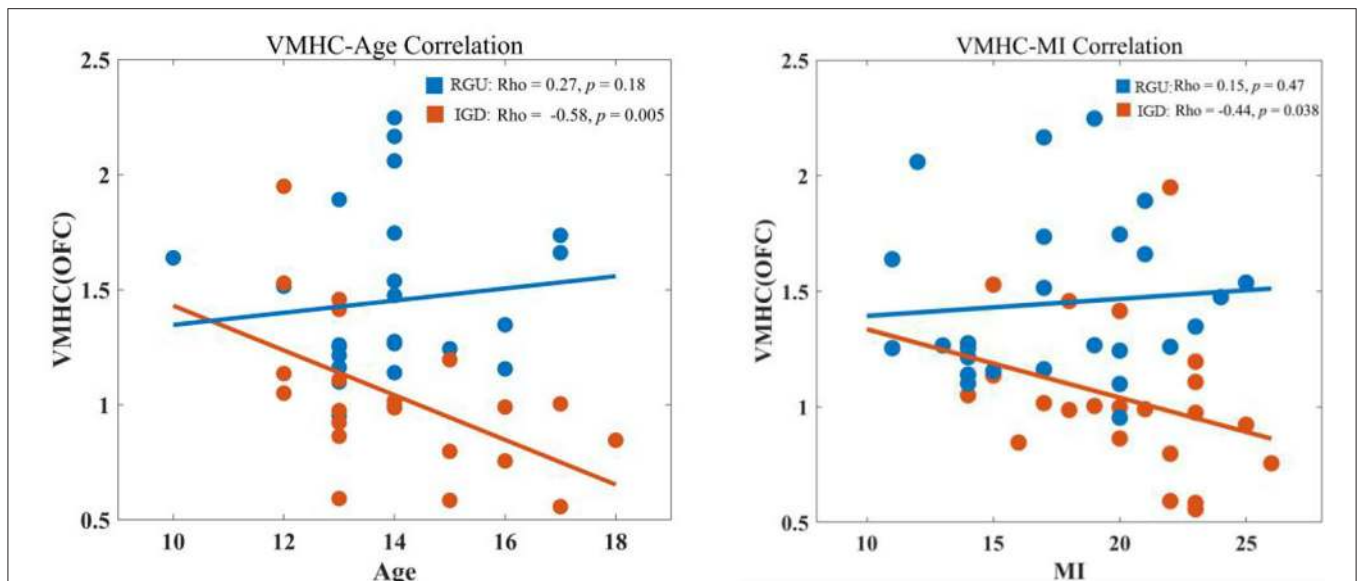 VMHC-Age Correlation
RGU: Rho = 0.27, p = 0.18
IGD: Rho = -0.58, p = 0.005
2.5
2
1.5
1
0.5
VMHC(OFC)
10 12 14 16 18
Age
VMHC-MI Correlation
RGU: Rho = 0.15, p = 0.47
IGD: Rho = -0.44, p = 0.038
2.5
2
1.5
1
0.5
VMHC(OFC)
10 15 20 25
MI